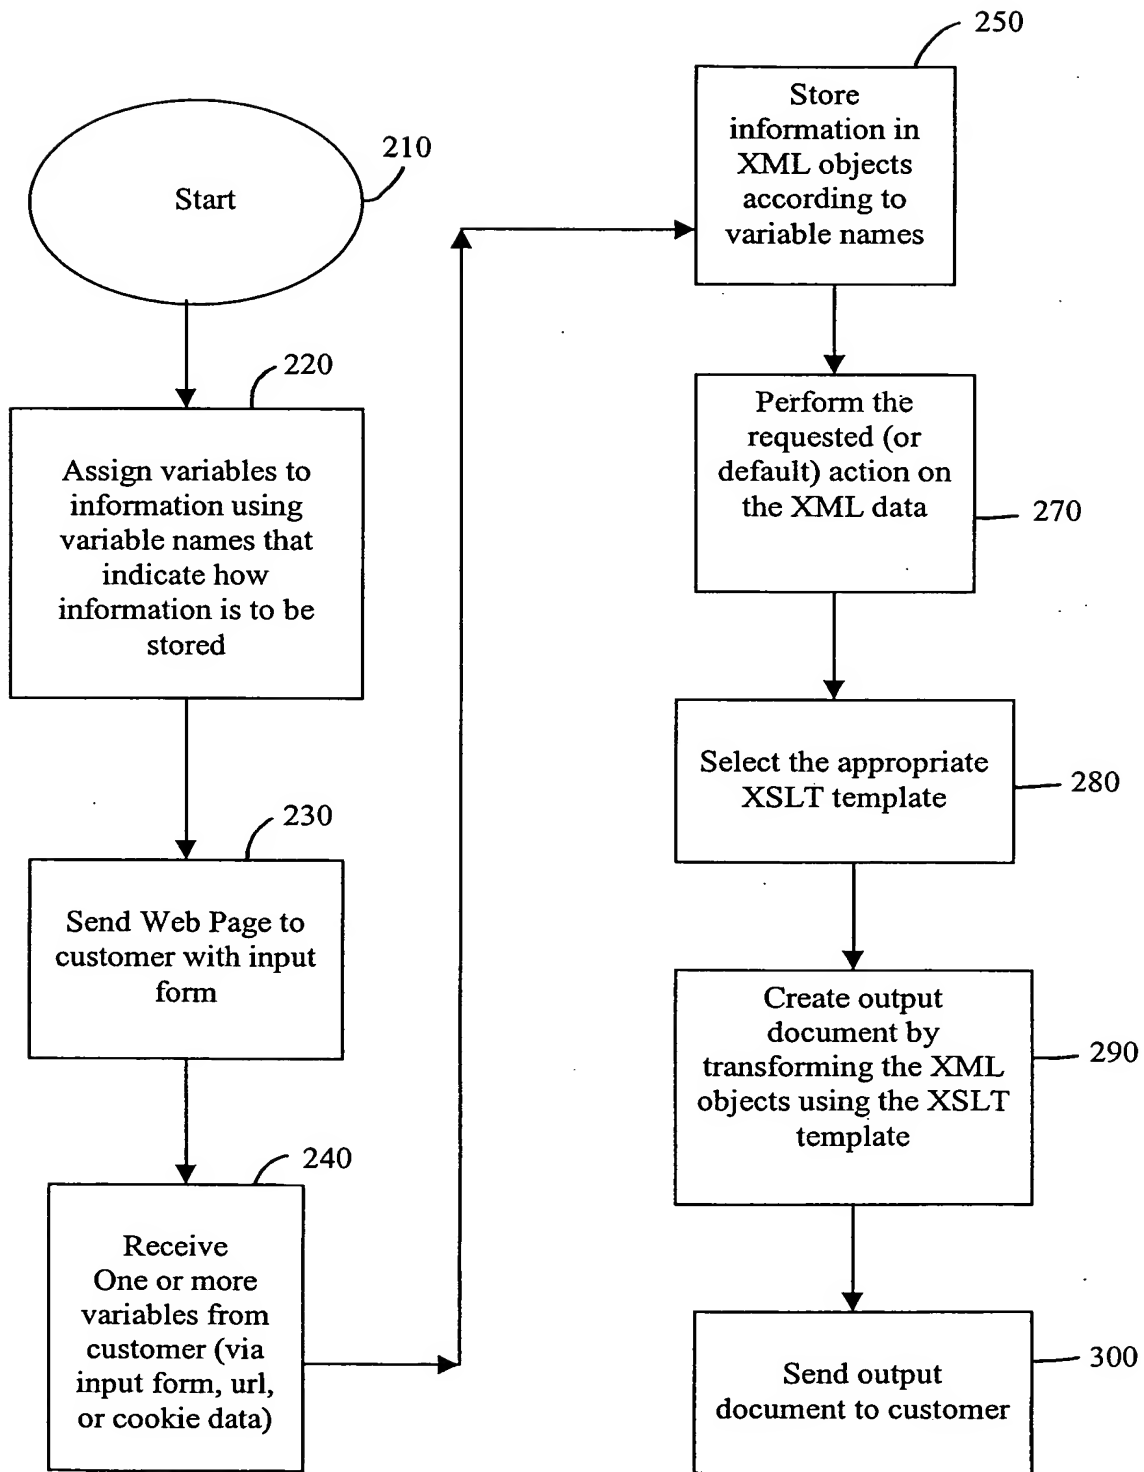 210
Start
220
Assign variables to
information using
variable names that
indicate how
information is to be
stored
230
Send Web Page to
customer with input
form
240
Receive
One or more
variables from
customer (via
input form, url,
or cookie data)
250
Store
information in
XML objects
according to
variable names
Perform the
requested (or
default) action on
the XML data
270
Select the appropriate
XSLT template
280
Create output
document by
transforming the XML
objects using the XSLT
template
290
Send output
document to customer
300